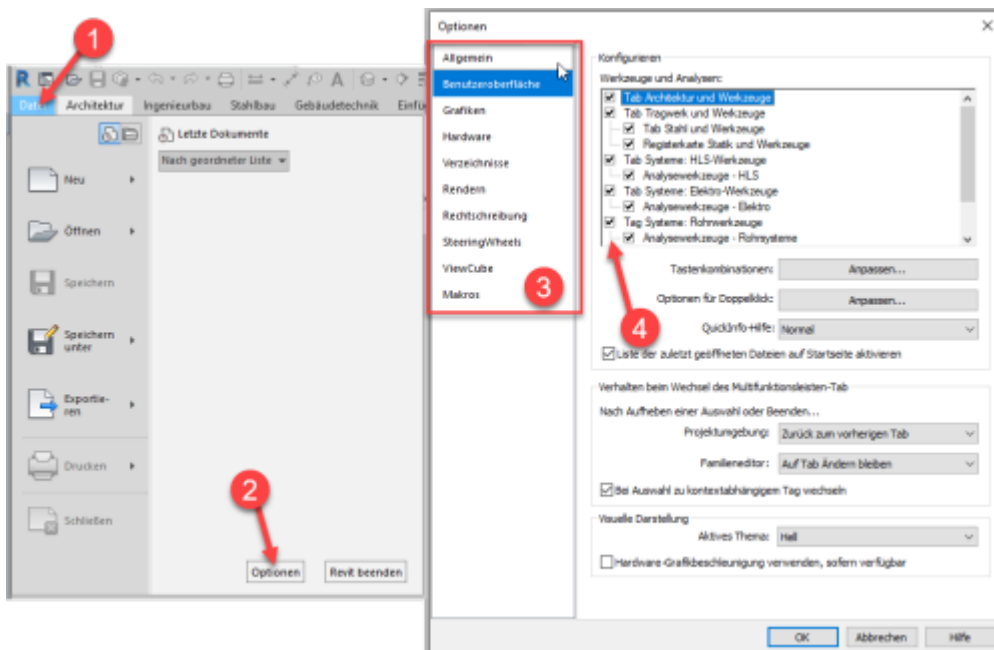 1
R
A
Datei Architektur Ingenieurbau Stahlbau Gebäudetechnik Einfü
Letzte Dokumente
Nach geordneter Liste
Neu
Öffnen
Speichern
Speichern
unter
Exportie-
ren
Drucken
Schließen
2
Optionen Revit beenden
Optionen
Allgemein
Benutzeroberfläche
Grafiken
Hardware
Verzeichnisse
Rendern
Rechtschreibung
SteeringWheels
ViewCube
Makros
3
Konfigurieren
Werkzeuge und Analysen:
Tab Architektur und Werkzeuge
Tab Tragwerk und Werkzeuge
Tab Stahl und Werkzeuge
Registerkarte Statik und Werkzeuge
Tab Systeme: HLS-Werkzeuge
Analysewerkzeuge - HLS
Tab Systeme: Elektro-Werkzeuge
Analysewerkzeuge - Elektro
Tag Systeme: Rohrwerkzeuge
Analysewerkzeuge - Rohrsysteme
4
Tastenkombinationen: Anpassen...
Optionen für Doppelklick: Anpassen...
QuickInfo-Hilfe: Normal
Liste der zuletzt geöffneten Dateien auf Startseite aktivieren
Verhalten beim Wechsel des Multifunktionsleisten-Tab
Nach Aufheben einer Auswahl oder Beenden...
Projektumgebung: Zurück zum vorherigen Tab
Familieneditor: Auf Tab Ändern bleiben
Bei Auswahl zu kontextabhängigem Tag wechseln
Visuelle Darstellung
Aktives Thema: Hell
Hardware-Grafikbeschleunigung verwenden, sofern verfügbar
OK Abbrechen Hilfe